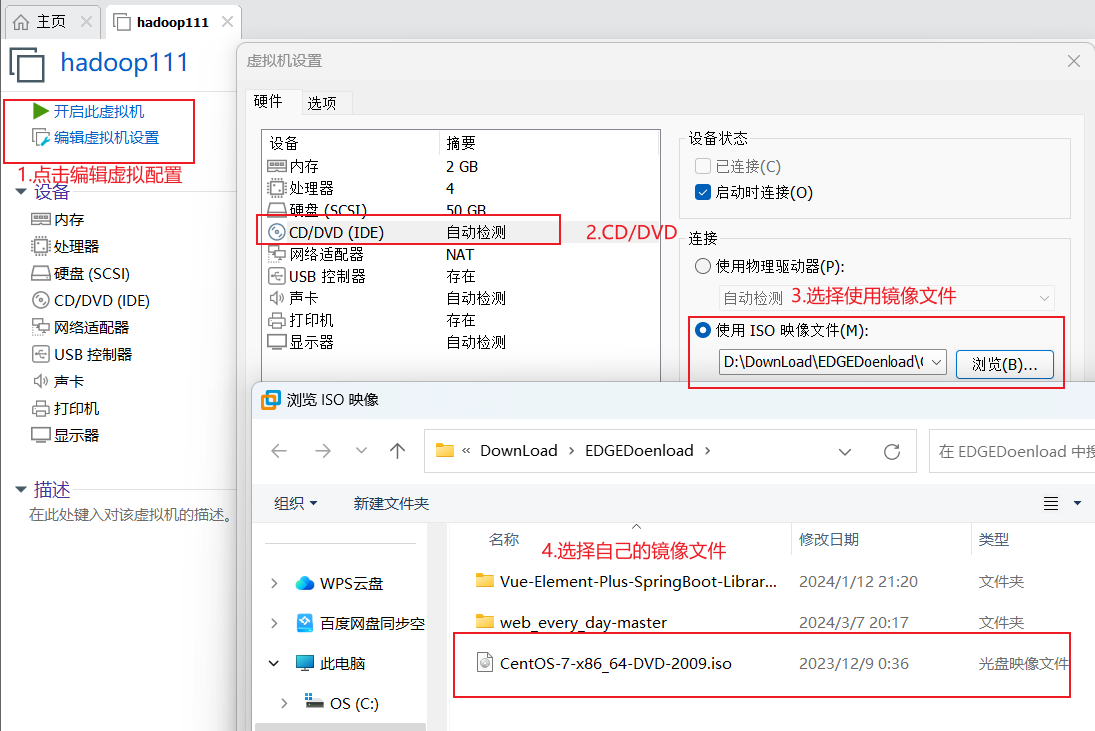 主页
hadoop111
hadoop111
开启此虚拟机
编辑虚拟机设置
1.点击编辑虚拟配置
设备
内存
处理器
硬盘 (SCSI)
CD/DVD (IDE)
网络适配器
USB 控制器
声卡
打印机
显示器
描述
在此处键入对该虚拟机的描述。
虚拟机设置
硬件
选项
设备 摘要
内存 2 GB
处理器 4
硬盘 (SCSI) 50 GB
CD/DVD (IDE) 自动检测
2.CD/DVD
网络适配器 NAT
USB 控制器 存在
声卡 自动检测
打印机 存在
显示器 自动检测
设备状态
已连接(C)
启动时连接(O)
连接
使用物理驱动器(P):
自动检测
3.选择使用镜像文件
使用 ISO 映像文件(M):
D:\DownLoad\EDGEDoenload\
浏览(B)...
浏览 ISO 映像
« DownLoad › EDGEDoenload ›
在 EDGEDoenload 中搜
组织
新建文件夹
名称 修改日期 类型
4.选择自己的镜像文件
WPS云盘
百度网盘同步空
此电脑
OS (C:)
Vue-Element-Plus-SpringBoot-Librar... 2024/1/12 21:20 文件夹
web_every_day-master 2024/3/7 20:17 文件夹
CentOS-7-x86_64-DVD-2009.iso 2023/12/9 0:36 光盘映像文件